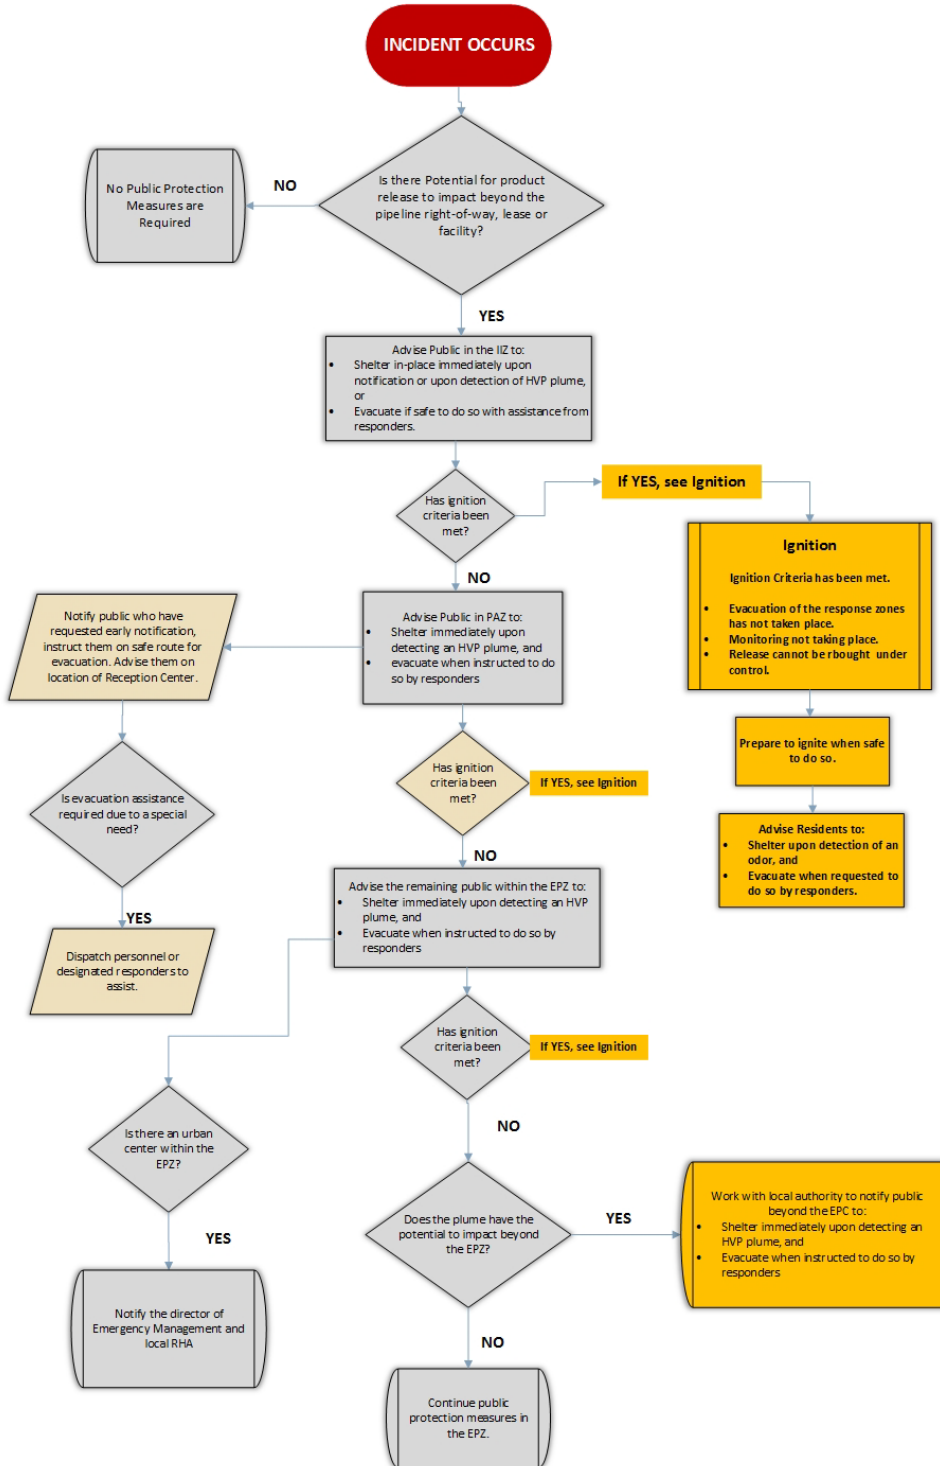 INCIDENT OCCURS
Is there Potential for product
release to impact beyond the
pipeline right-of-way, lease or
facility?
NO
No Public Protection
Measures are
Required
YES
Advise Public in the IIZ to:
• Shelter in-place immediately upon
notification or upon detection of HVP plume,
or
• Evacuate if safe to do so with assistance from
responders.
Has ignition
criteria been
met?
If YES, see Ignition
Ignition
Ignition Criteria has been met.
• Evacuation of the response zones
has not taken place.
• Monitoring not taking place.
• Release cannot be rbought under
control.
Prepare to ignite when safe
to do so.
Advise Residents to:
• Shelter upon detection of an
odor, and
• Evacuate when requested to
do so by responders.
NO
Advise Public in PAZ to:
• Shelter immediately upon
detecting an HVP plume, and
• evacuate when instructed to do
so by responders
Notify public who have
requested early notification,
instruct them on safe route for
evacuation. Advise them on
location of Reception Center.
Is evacuation assistance
required due to a special
need?
YES
Dispatch personnel or
designated responders to
assist.
Has ignition
criteria been
met?
If YES, see Ignition
NO
Advise the remaining public within the EPZ to:
• Shelter immediately upon detecting an HVP
plume, and
• Evacuate when instructed to do so by
responders
Has ignition
criteria been
met?
If YES, see Ignition
NO
Is there an urban
center within the
EPZ?
YES
Notify the director of
Emergency Management and
local RHA
Does the plume have the
potential to impact beyond
the EPZ?
YES
Work with local authority to notify public
beyond the EPC to:
• Shelter immediately upon detecting an
HVP plume, and
• Evacuate when instructed to do so by
responders
NO
Continue public
protection measures in
the EPZ.